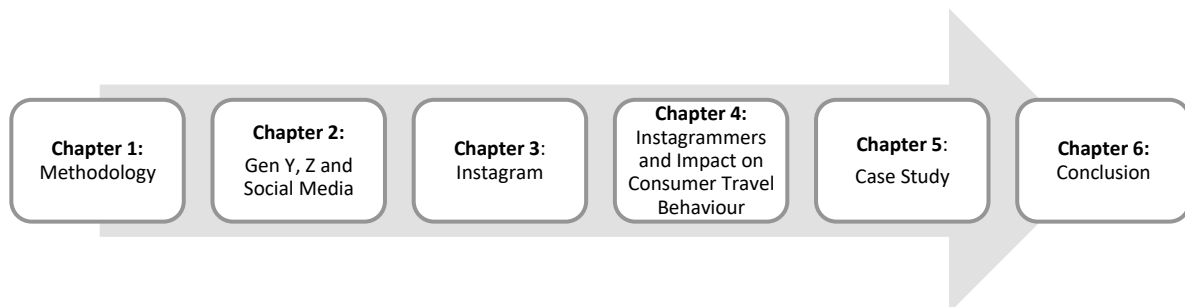 Chapter 1:
Methodology
Chapter 2:
Gen Y, Z and
Social Media
Chapter 3:
Instagram
Chapter 4:
Instagrammers
and Impact on
Consumer Travel
Behaviour
Chapter 5:
Case Study
Chapter 6:
Conclusion